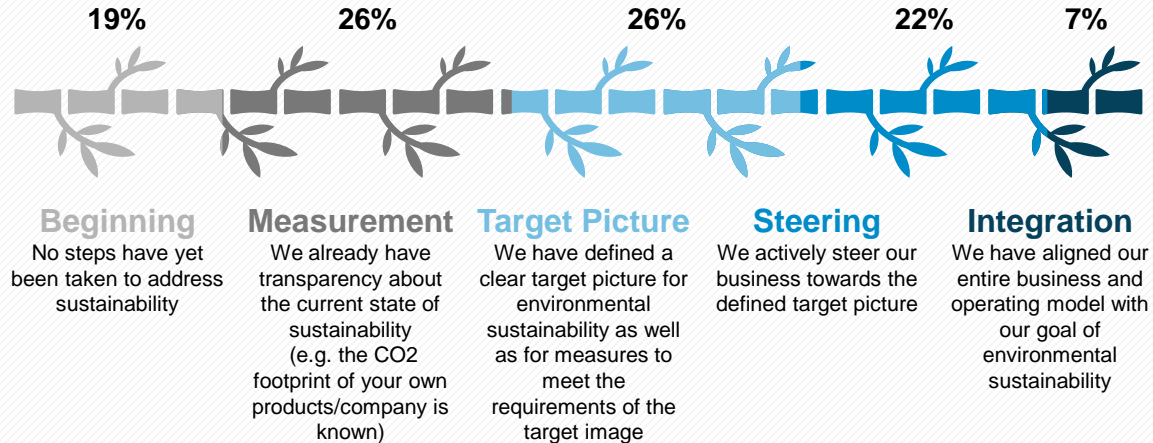 19%
26%
26%
22%
7%
Beginning
No steps have yet
been taken to address
sustainability
Measurement
We already have
transparency about
the current state of
sustainability
(e.g. the CO2
footprint of your own
products/company is
known)
Target Picture
We have defined a
clear target picture for
environmental
sustainability as well
as for measures to
meet the
requirements of the
target image
Steering
We actively steer our
business towards the
defined target picture
Integration
We have aligned our
entire business and
operating model with
our goal of
environmental
sustainability